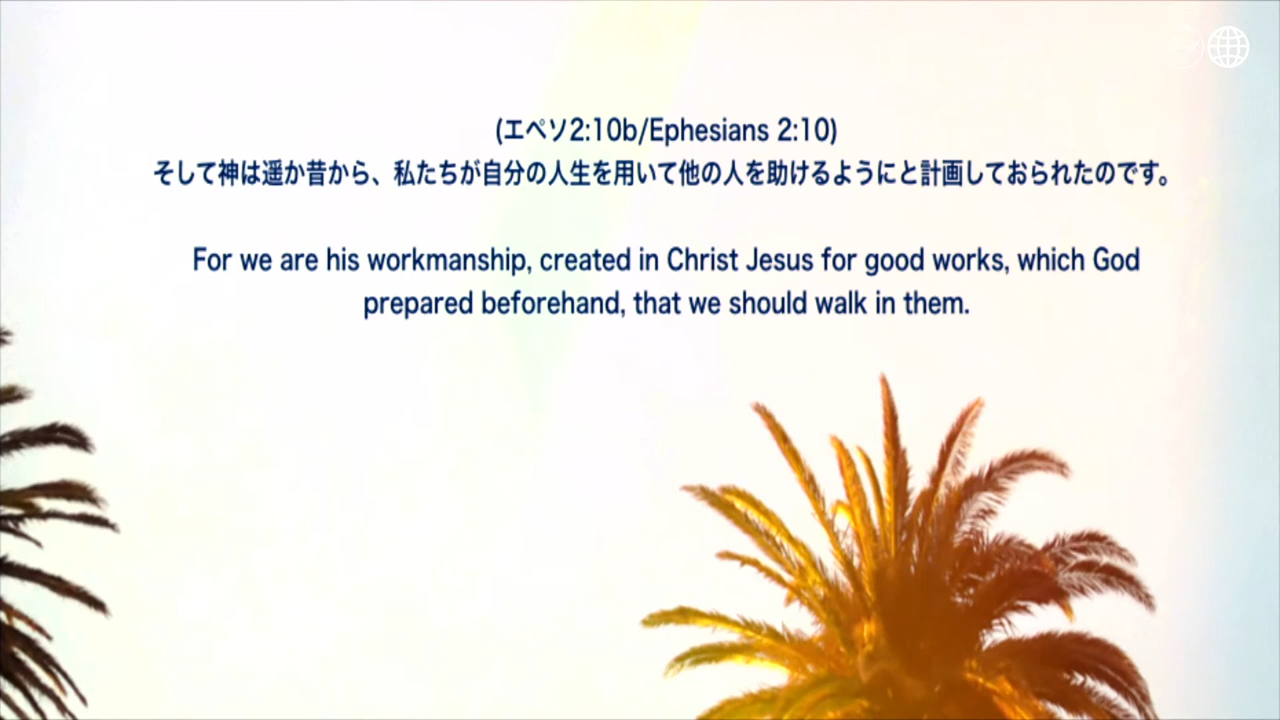 (エペソ2:10b/Ephesians 2:10)
そして神は遥か昔から、私たちが自分の人生を用いて他の人を助けるようにと計画しておられたのです。
For we are his workmanship, created in Christ Jesus for good works, which God
prepared beforehand, that we should walk in them.